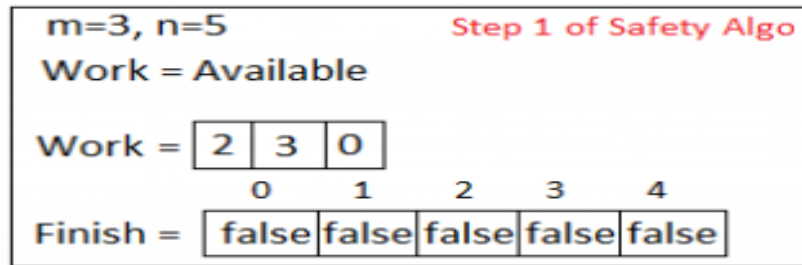 m=3, n=5 Step 1 of Safety Algo
Work = Available
Work = 2 3 0
0 1 2 3 4
Finish = false false false false false